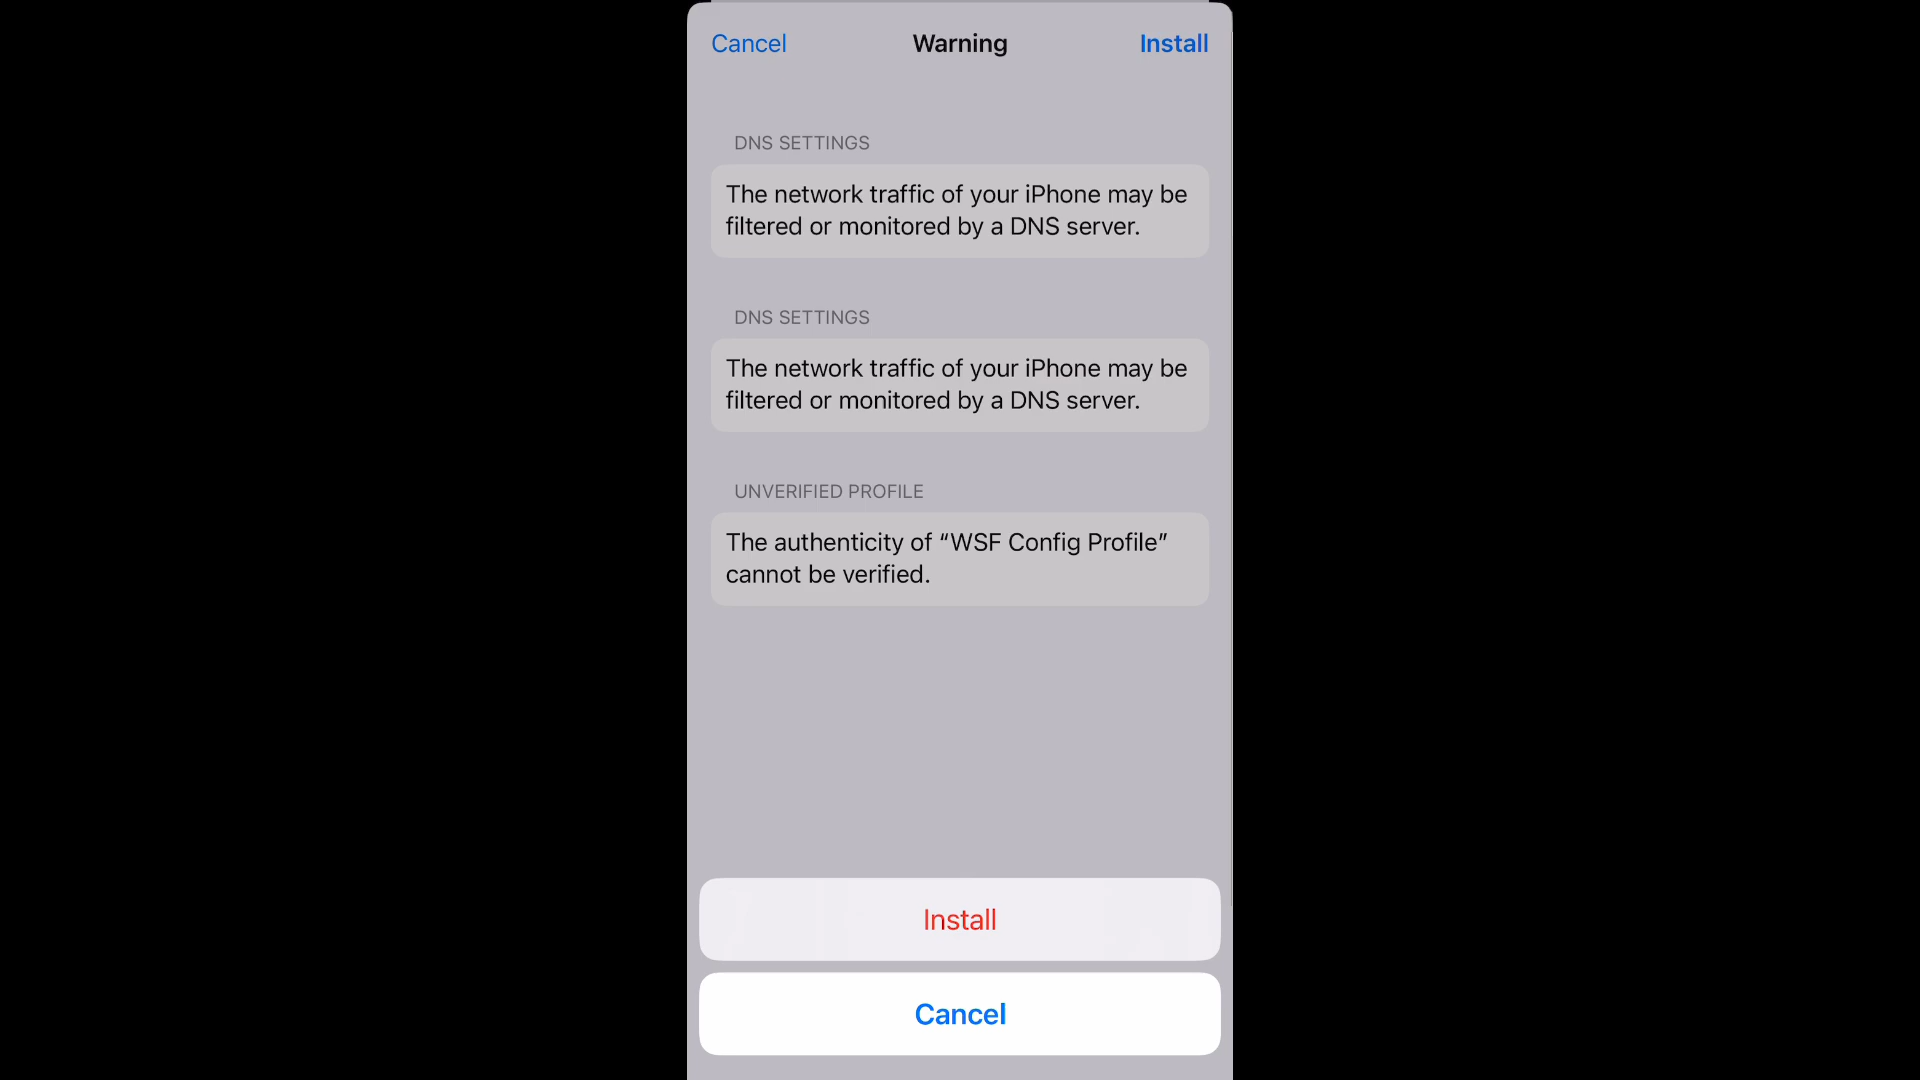 Cancel Warning Install
DNS SETTINGS
The network traffic of your iPhone may be
filtered or monitored by a DNS server.
DNS SETTINGS
The network traffic of your iPhone may be
filtered or monitored by a DNS server.
UNVERIFIED PROFILE
The authenticity of “WSF Config Profile”
cannot be verified.
Install
Cancel